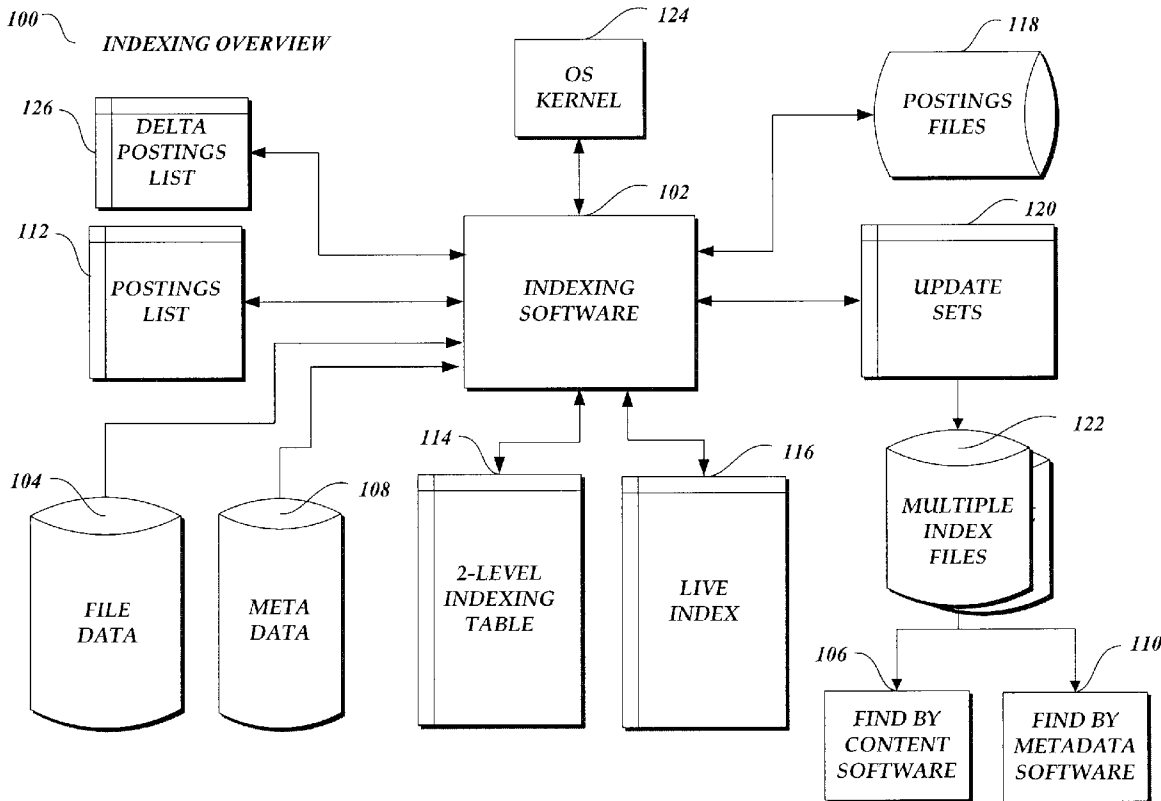 100
INDEXING OVERVIEW
124
OS
KERNEL
118
POSTINGS
FILES
126
DELTA
POSTINGS
LIST
102
INDEXING
SOFTWARE
120
UPDATE
SETS
112
POSTINGS
LIST
114
2-LEVEL
INDEXING
TABLE
116
LIVE
INDEX
122
MULTIPLE
INDEX
FILES
104
FILE
DATA
108
META
DATA
106
FIND BY
CONTENT
SOFTWARE
110
FIND BY
METADATA
SOFTWARE